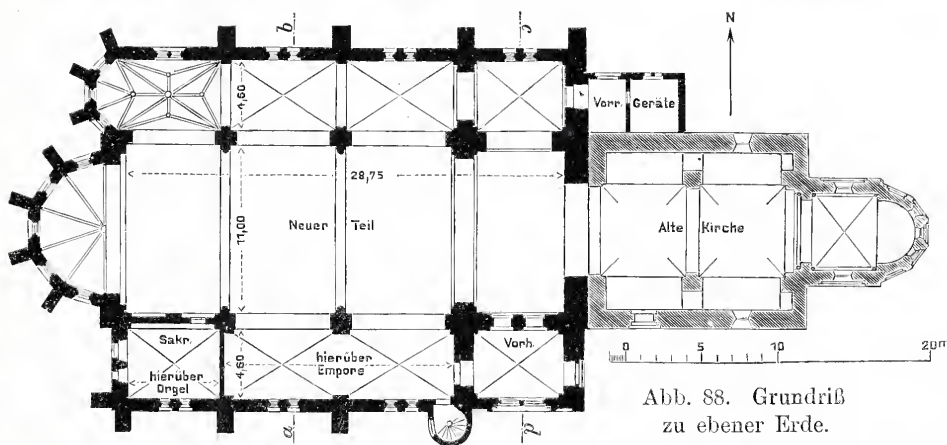 b
c
N
4,60
Vorr. Geräte
28,75
Neuer Teil
11,00
Alte Kirche
Sakr.
hierüber
Orgel
4,60
hierüber
Empore
Vorh.
0 5 10 20m
a
d
Abb. 88. Grundriß
zu ebener Erde.